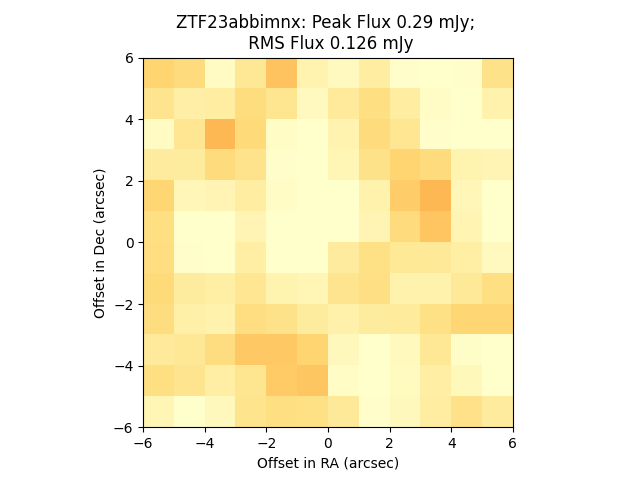 ZTF23abbimnx: Peak Flux 0.29 mJy;
RMS Flux 0.126 mJy
6
4
2
0
−2
−4
−6
Offset in Dec (arcsec)
−6 −4 −2 0 2 4 6
Offset in RA (arcsec)